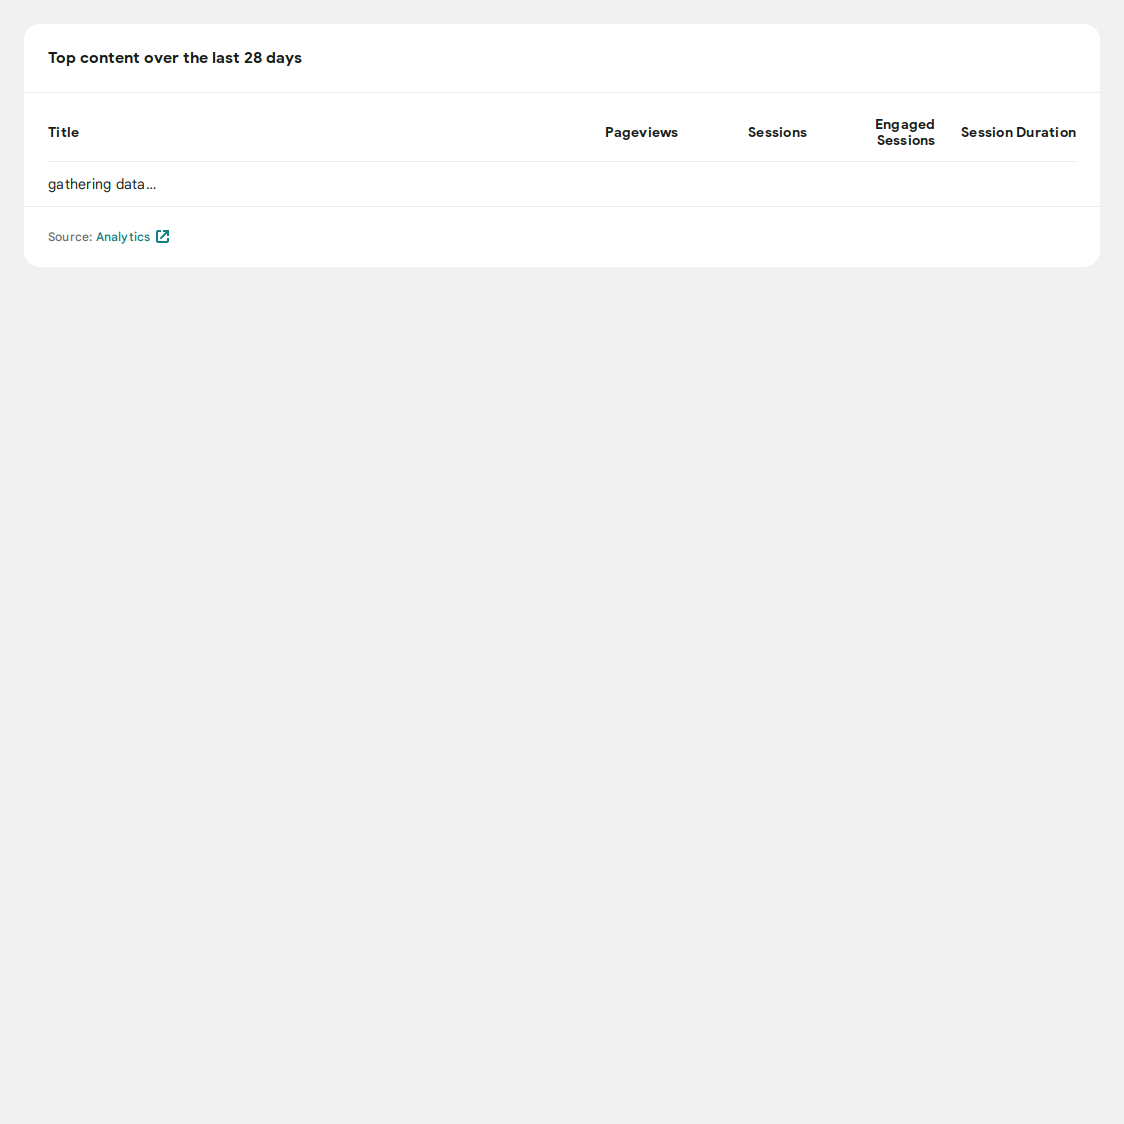 Top content over the last 28 days
Title
Pageviews
Sessions
Engaged
Sessions
Session Duration
gathering data...
Source: Analytics